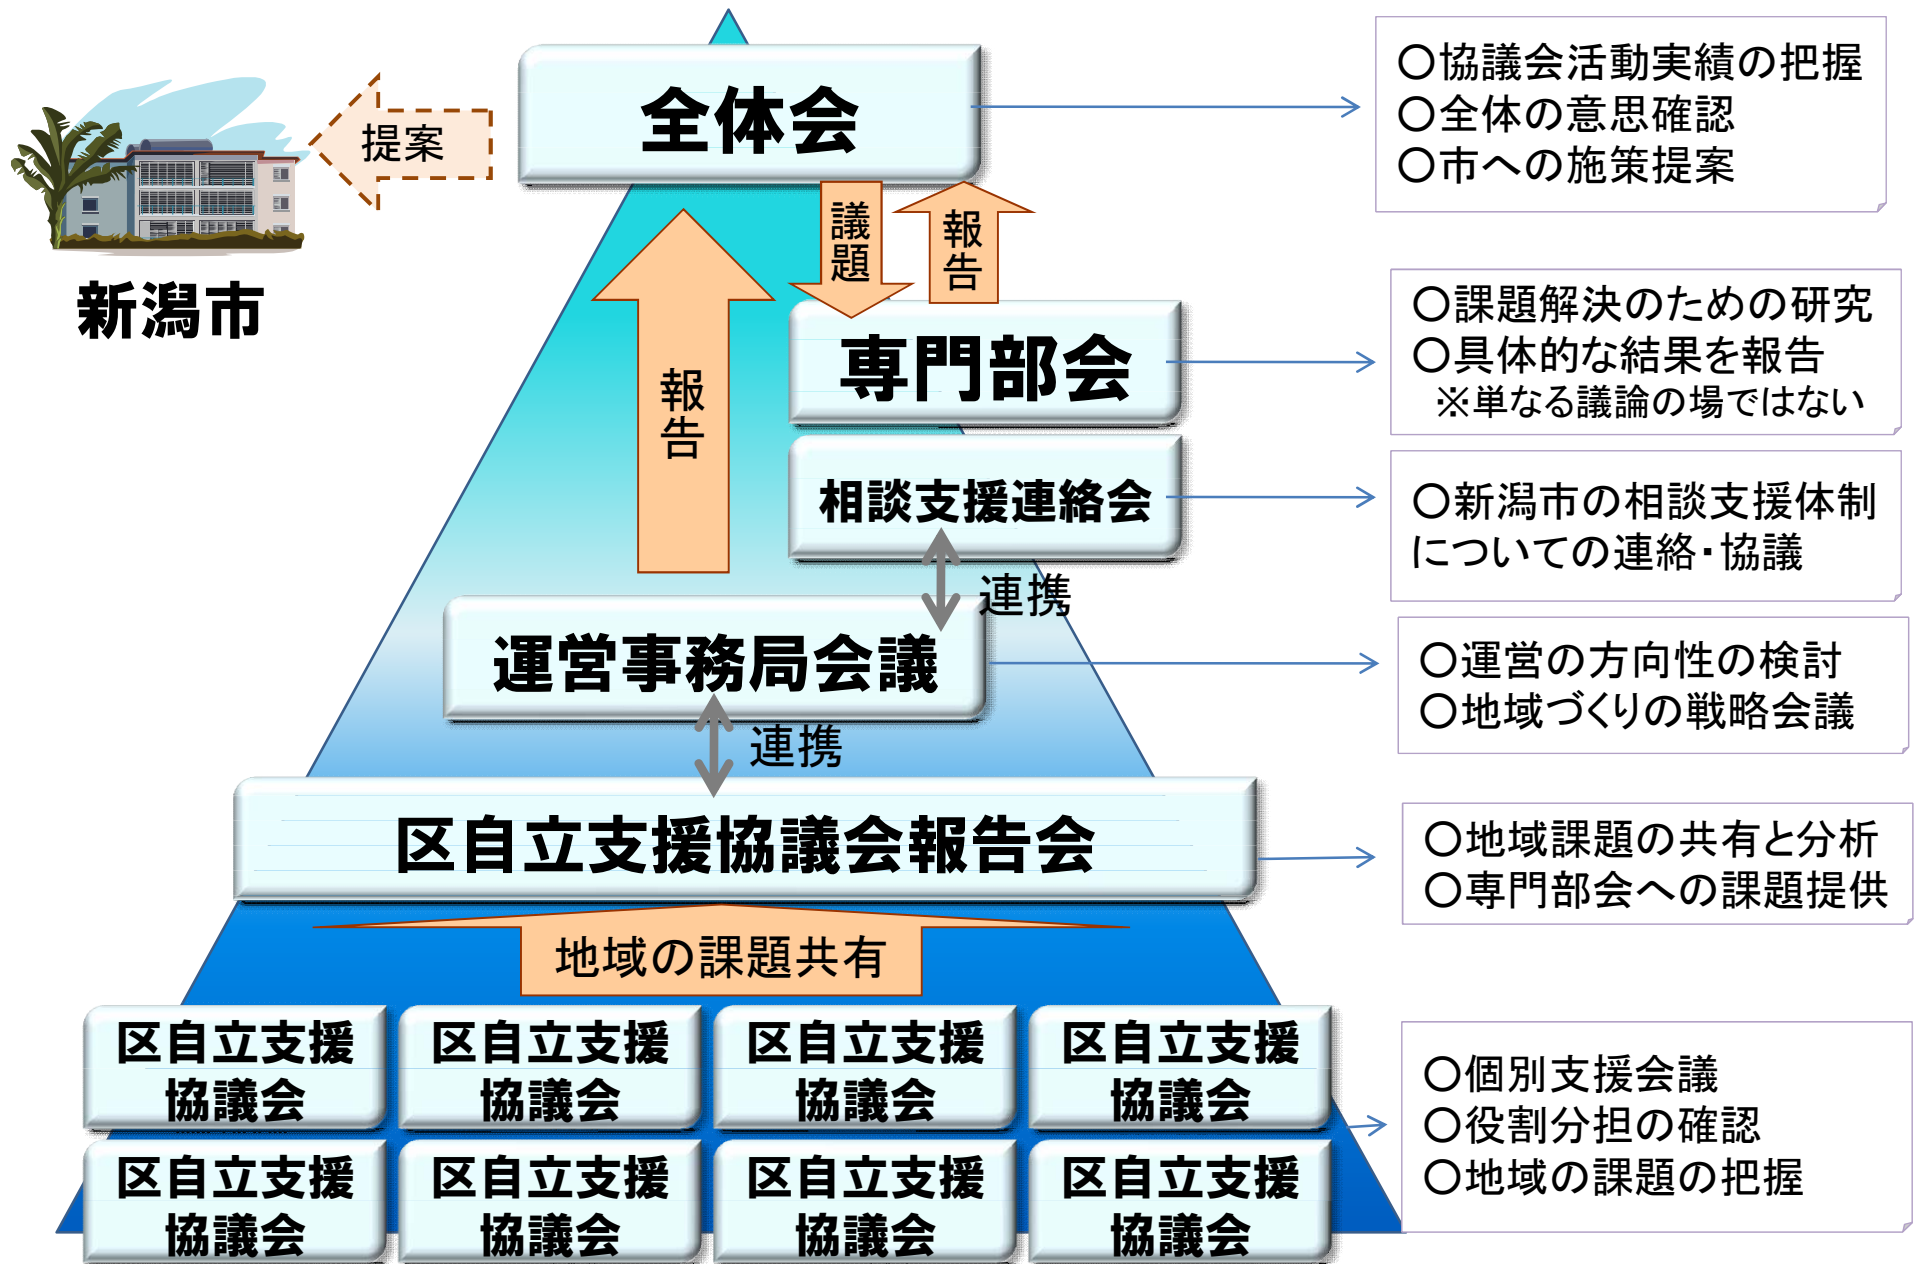 全体会
○協議会活動実績の把握
○全体の意思確認
○市への施策提案
提案
新潟市
議題
報告
報告
専門部会
○課題解決のための研究
○具体的な結果を報告
※単なる議論の場ではない
相談支援連絡会
○新潟市の相談支援体制
についての連絡・協議
連携
運営事務局会議
○運営の方向性の検討
○地域づくりの戦略会議
連携
区自立支援協議会報告会
○地域課題の共有と分析
○専門部会への課題提供
地域の課題共有
区自立支援
協議会
区自立支援
協議会
区自立支援
協議会
区自立支援
協議会
区自立支援
協議会
区自立支援
協議会
区自立支援
協議会
区自立支援
協議会
○個別支援会議
○役割分担の確認
○地域の課題の把握